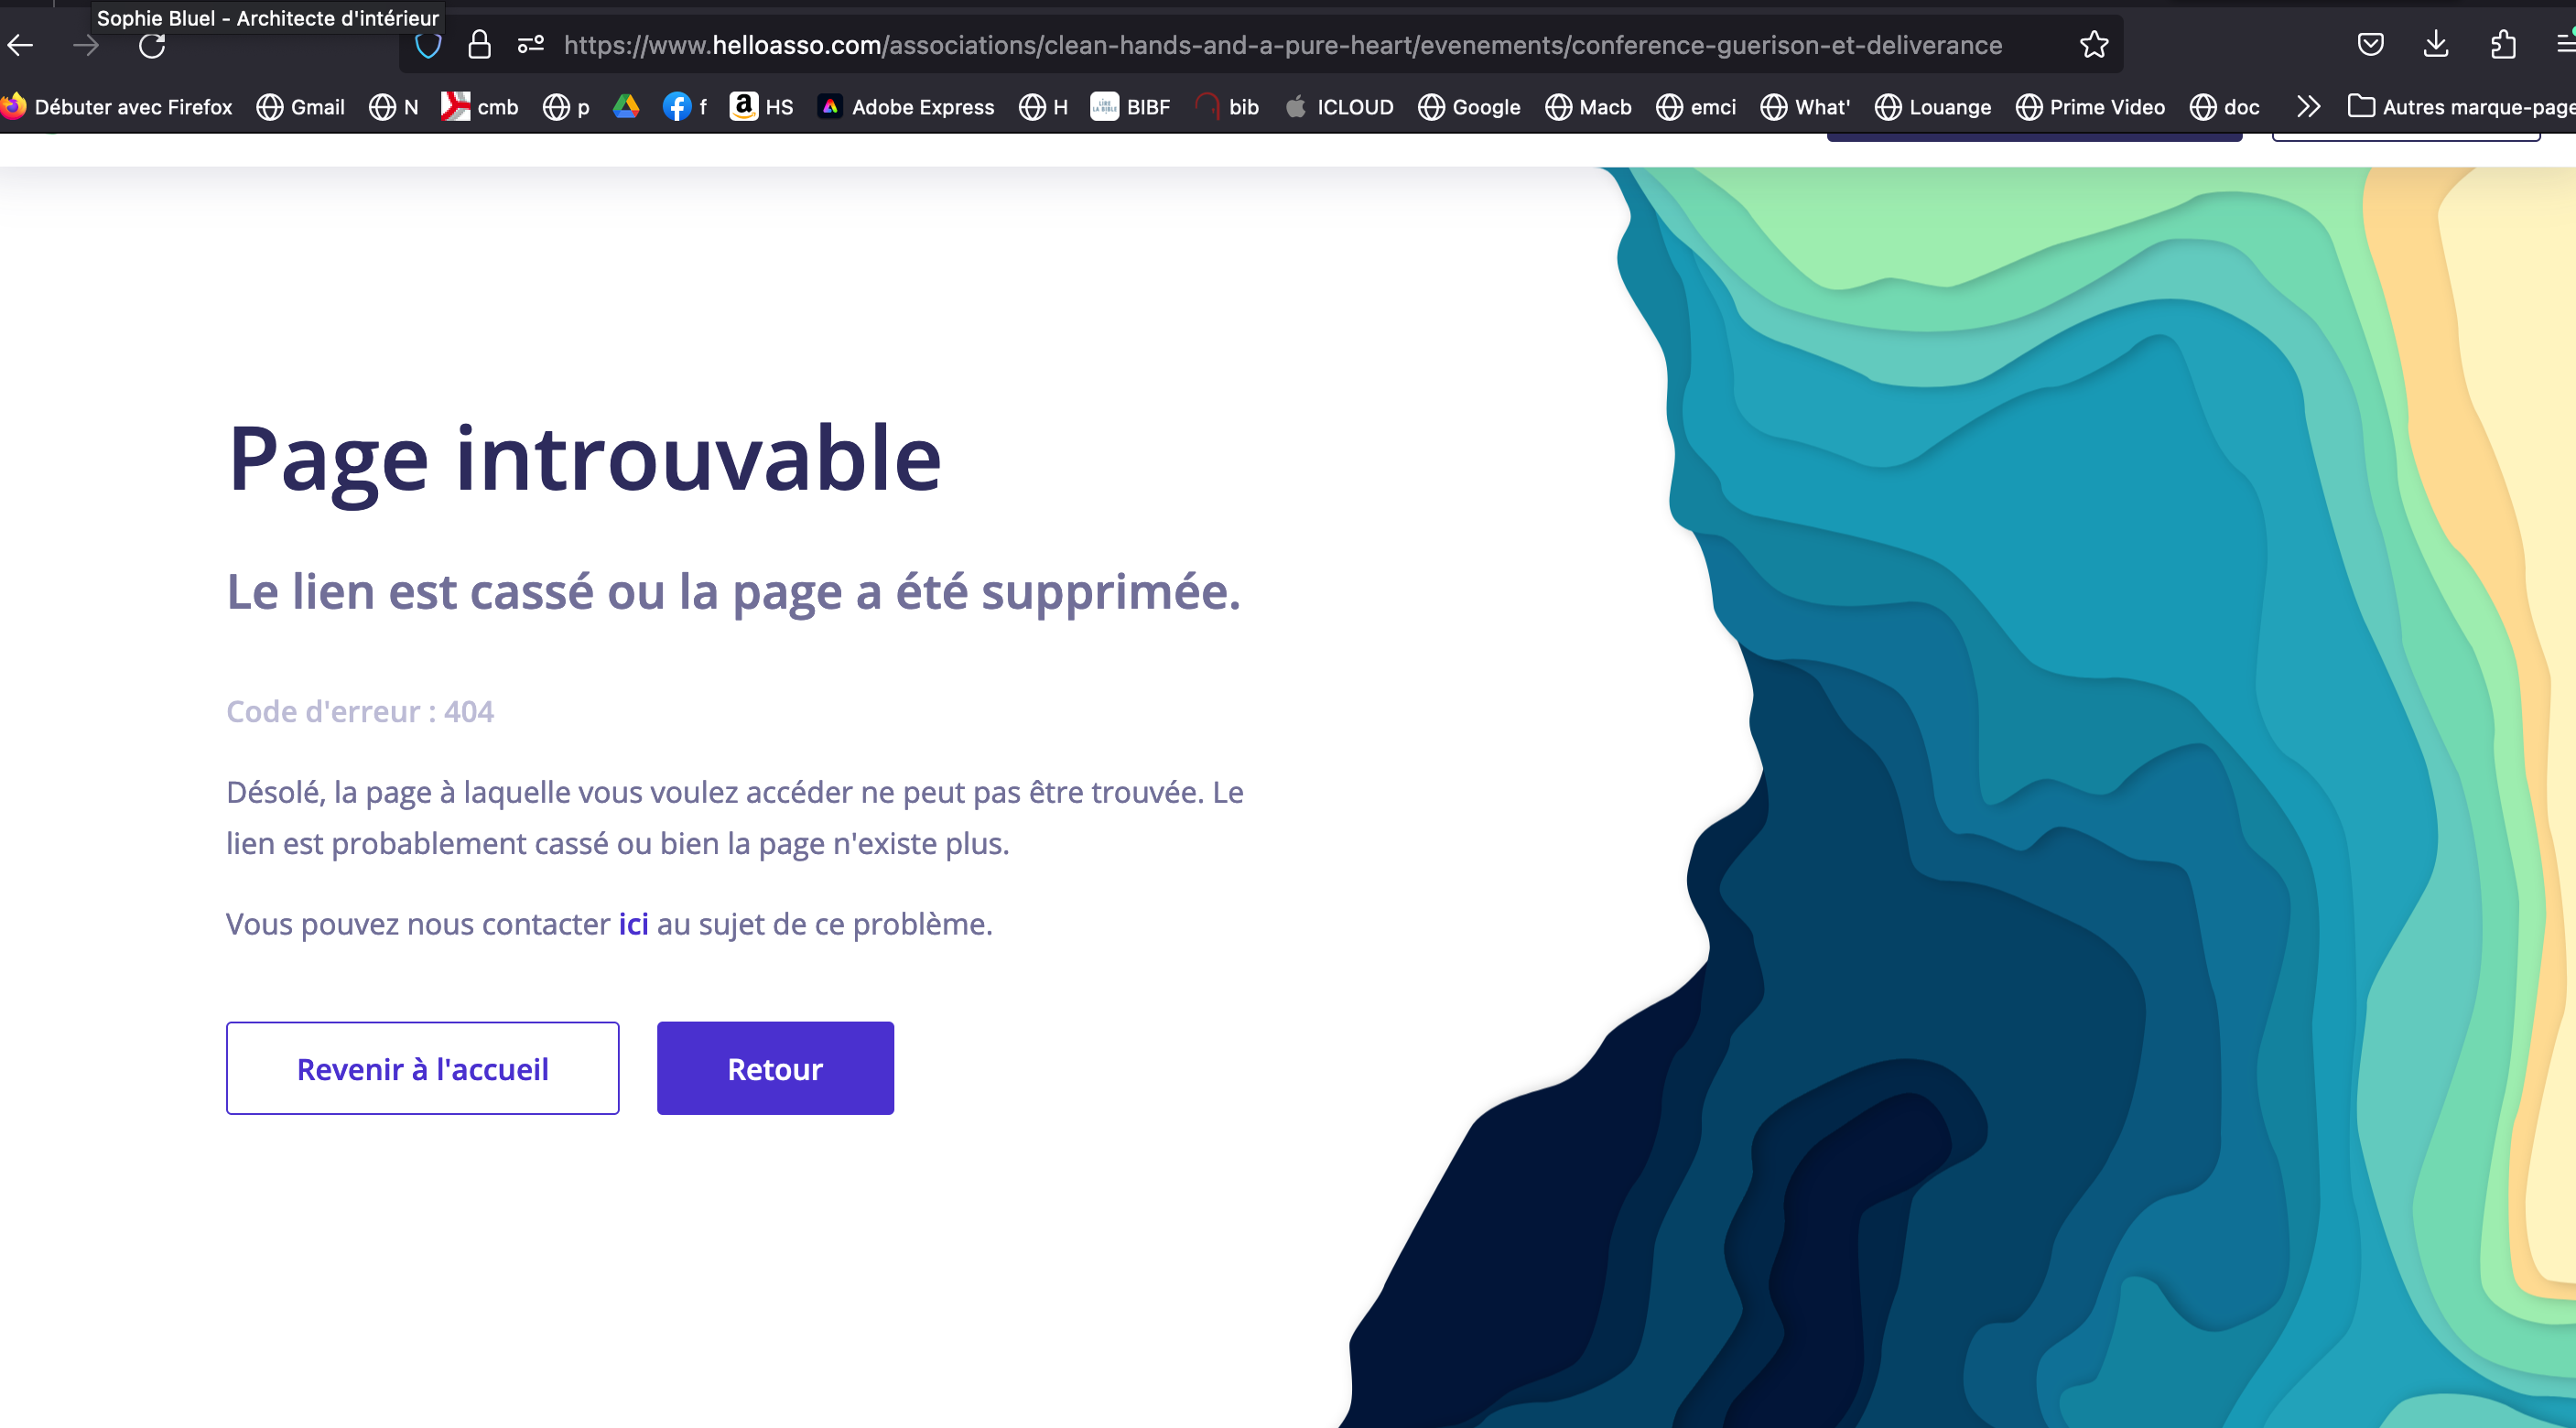 Sophie Bluel - Architecte d'intérieur
https://www.helloasso.com/associations/clean-hands-and-a-pure-heart/evenements/conference-guerison-et-deliverance
Débuter avec Firefox Gmail N cmb p f HS Adobe Express H BIBF bib ICLOUD Google Macb emci What' Louange Prime Video doc Autres marque-page
Page introuvable
Le lien est cassé ou la page a été supprimée.
Code d'erreur : 404
Désolé, la page à laquelle vous voulez accéder ne peut pas être trouvée. Le
lien est probablement cassé ou bien la page n'existe plus.
Vous pouvez nous contacter ici au sujet de ce problème.
Revenir à l'accueil Retour